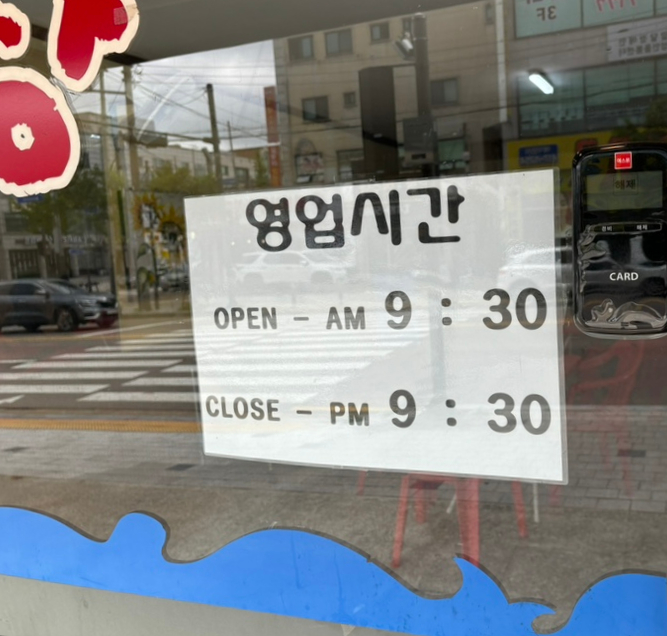 영업시간
OPEN - AM 9 : 30
CLOSE - PM 9 : 30
CARD